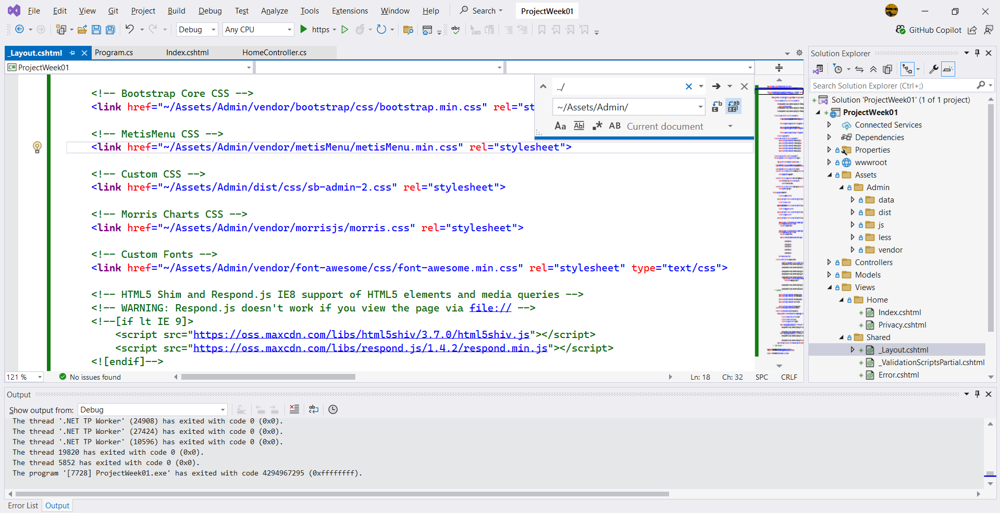 File Edit View Git Project Build Debug Test Analyze Tools Extensions Window Help Search ProjectWeek01
Debug Any CPU https GitHub Copilot
_Layout.cshtml Program.cs Index.cshtml HomeController.cs
ProjectWeek01
<!-- Bootstrap Core CSS -->
<link href="~/Assets/Admin/vendor/bootstrap/css/bootstrap.min.css" rel="st
<!-- MetisMenu CSS -->
<link href="~/Assets/Admin/vendor/metisMenu/metisMenu.min.css" rel="stylesheet">
<!-- Custom CSS -->
<link href="~/Assets/Admin/dist/css/sb-admin-2.css" rel="stylesheet">
<!-- Morris Charts CSS -->
<link href="~/Assets/Admin/vendor/morrisjs/morris.css" rel="stylesheet">
<!-- Custom Fonts -->
<link href="~/Assets/Admin/vendor/font-awesome/css/font-awesome.min.css" rel="stylesheet" type="text/css">
<!-- HTML5 Shim and Respond.js IE8 support of HTML5 elements and media queries -->
<!-- WARNING: Respond.js doesn't work if you view the page via file:// -->
<!--[if lt IE 9]>
<script src="https://oss.maxcdn.com/libs/html5shiv/3.7.0/html5shiv.js"></script>
<script src="https://oss.maxcdn.com/libs/respond.js/1.4.2/respond.min.js"></script>
<![endif]-->
../
~/Assets/Admin/
Aa Abl .* AB Current document
121 % No issues found Ln: 18 Ch: 32 SPC CRLF
Solution Explorer
Search Solution Explorer (Ctrl+;)
Solution 'ProjectWeek01' (1 of 1 project)
ProjectWeek01
Connected Services
Dependencies
Properties
wwwroot
Assets
Admin
data
dist
js
less
vendor
Controllers
Models
Views
Home
Index.cshtml
Privacy.cshtml
Shared
_Layout.cshtml
_ValidationScriptsPartial.cshtml
Error.cshtml
Output
Show output from: Debug
The thread '.NET TP Worker' (24908) has exited with code 0 (0x0).
The thread '.NET TP Worker' (27424) has exited with code 0 (0x0).
The thread '.NET TP Worker' (10596) has exited with code 0 (0x0).
The thread 19820 has exited with code 0 (0x0).
The thread 5852 has exited with code 0 (0x0).
The program '[7728] ProjectWeek01.exe' has exited with code 4294967295 (0xffffffff).
Error List Output